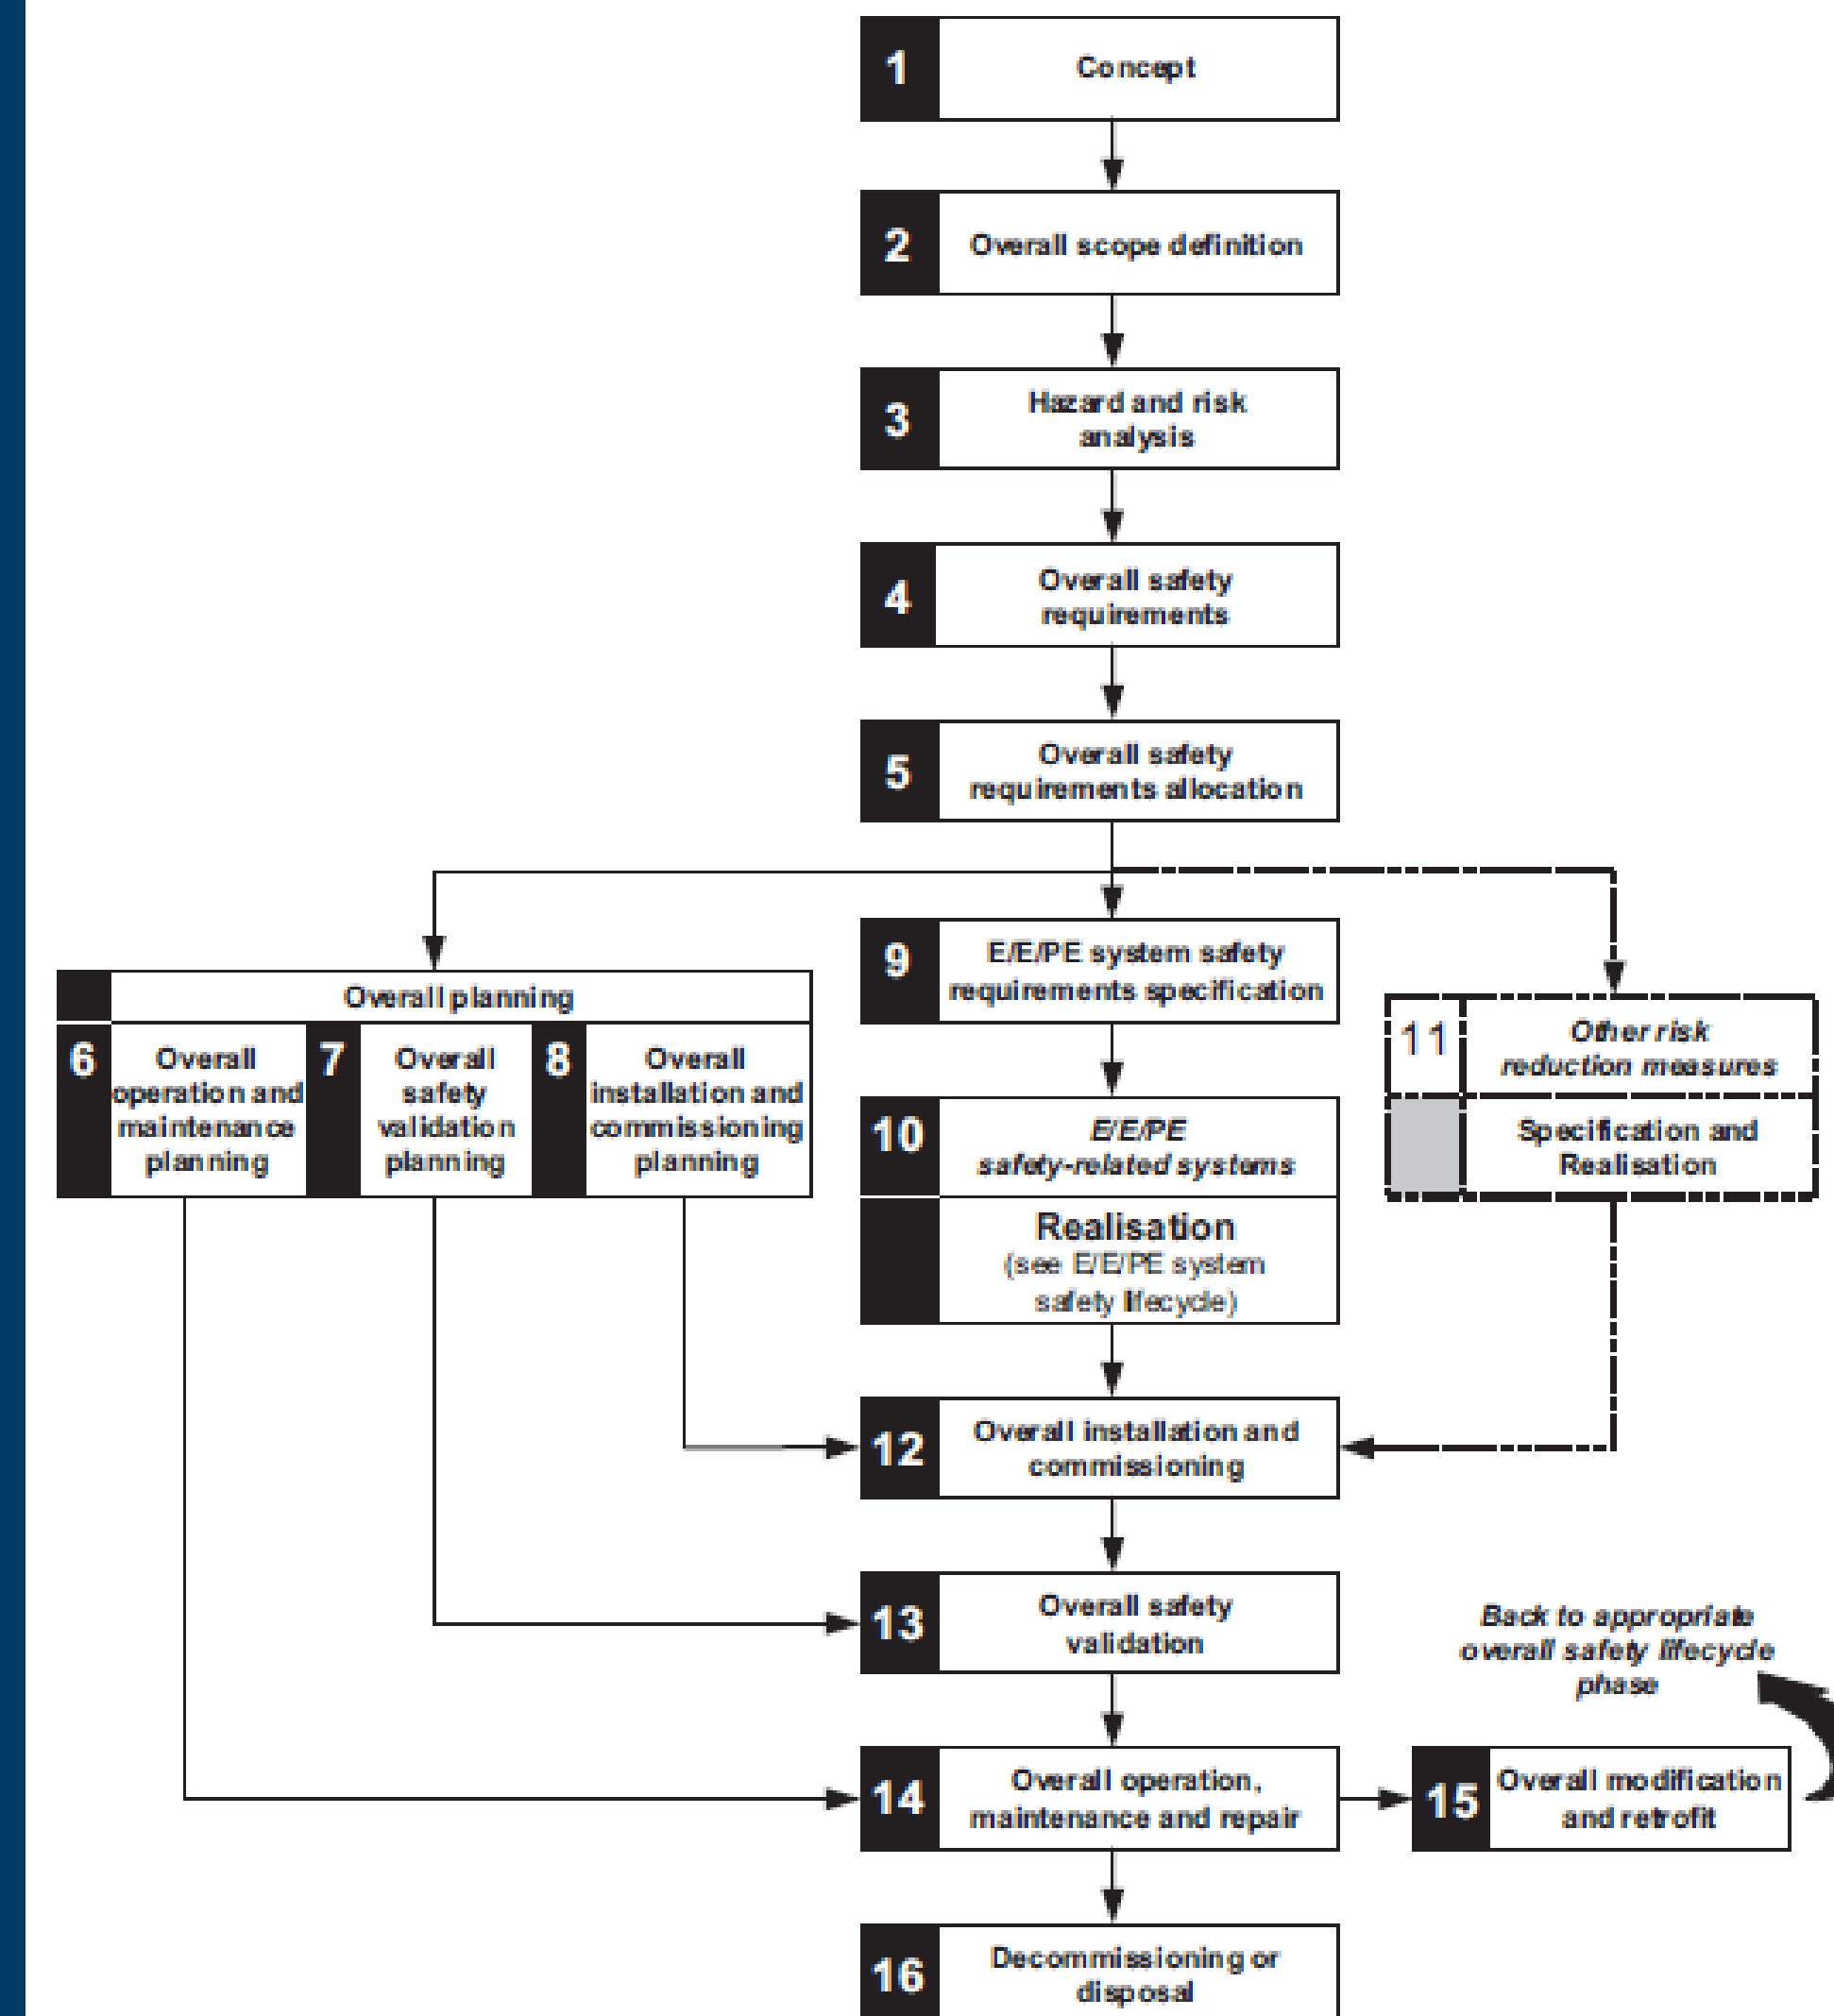 1
Concept
2
Overall scope definition
3
Hazard and risk
analysis
4
Overall safety
requirements
5
Overall safety
requirements allocation
Overall planning
6
Overall
operation and
maintenance
planning
7
Overall
safety
validation
planning
8
Overall
installation and
commissioning
planning
9
E/E/PE system safety
requirements specification
10
E/E/PE
safety-related systems
Realisation
(see E/E/PE system
safety lifecycle)
11
Other risk
reduction measures
Specification and
Realisation
12
Overall installation and
commissioning
13
Overall safety
validation
Back to appropriate
overall safety lifecycle
phase
14
Overall operation,
maintenance and repair
15
Overall modification
and retrofit
16
Decommissioning or
disposal